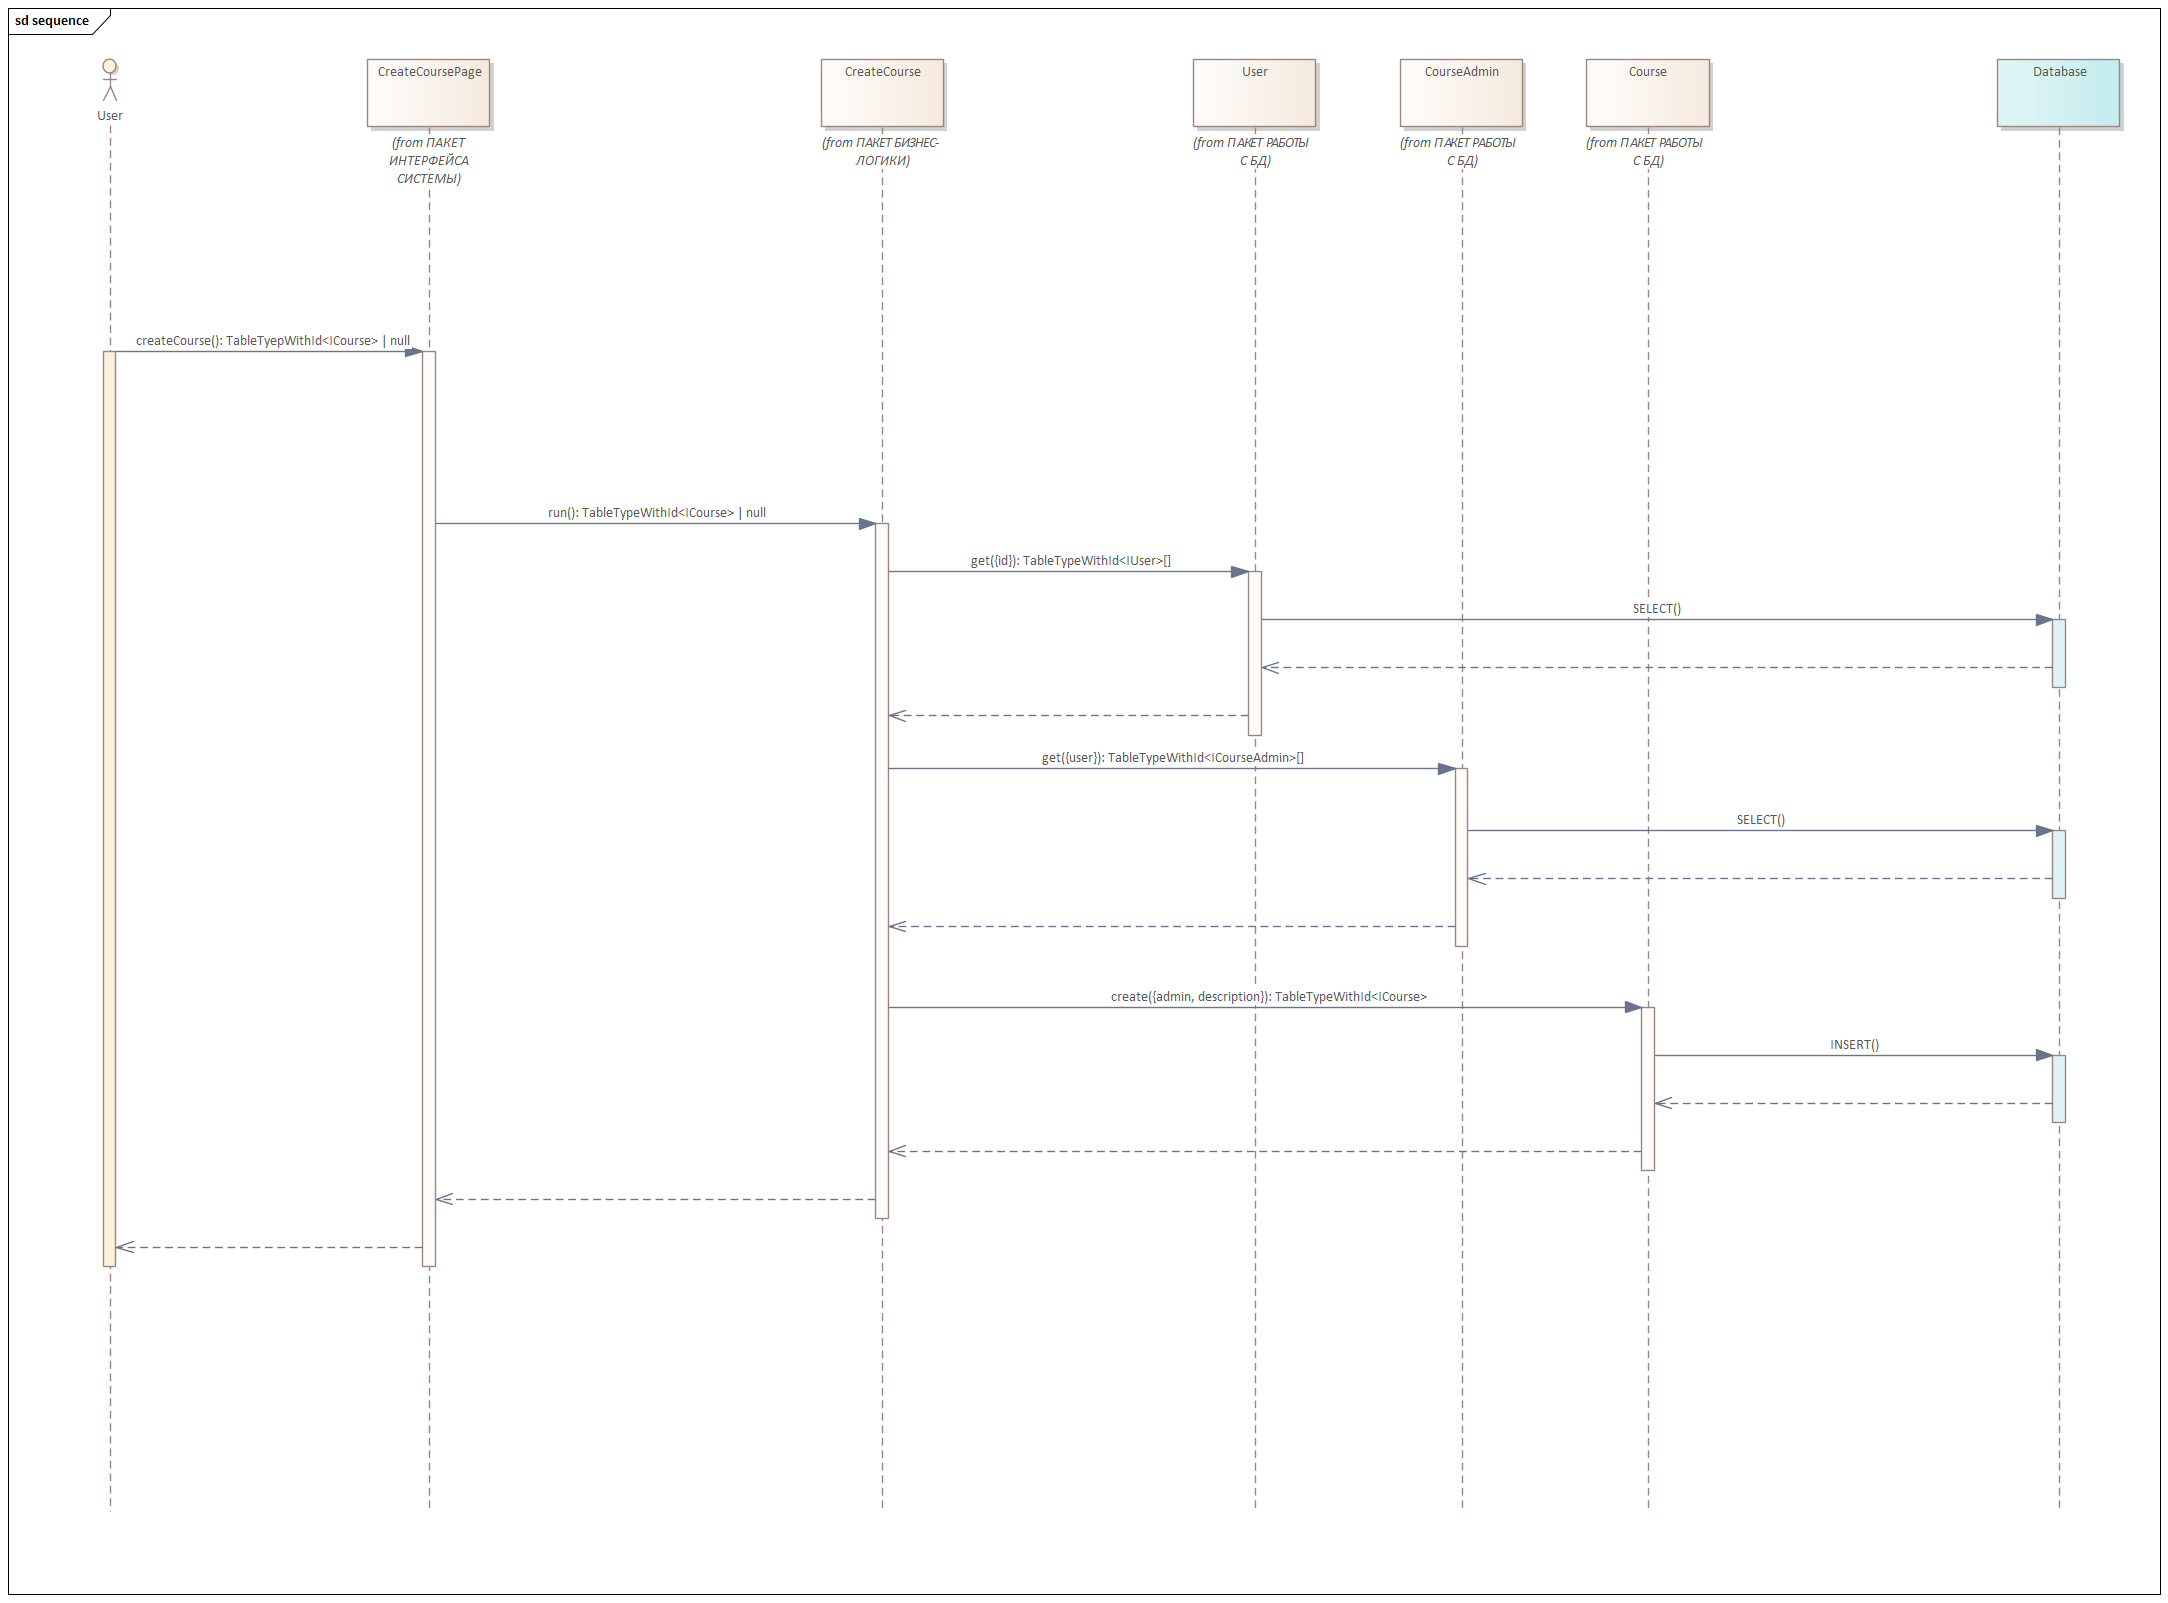 sd sequence
User
CreateCoursePage
(from ПАКЕТ
ИНТЕРФЕЙСА
СИСТЕМЫ)
CreateCourse
(from ПАКЕТ БИЗНЕС-
ЛОГИКИ)
User
(from ПАКЕТ РАБОТЫ
С БД)
CourseAdmin
(from ПАКЕТ РАБОТЫ
С БД)
Course
(from ПАКЕТ РАБОТЫ
С БД)
Database
createCourse(): TableTyepWithId<ICourse> | null
run(): TableTypeWithId<ICourse> | null
get({id}): TableTypeWithId<IUser>[]
SELECT()
get({user}): TableTypeWithId<ICourseAdmin>[]
SELECT()
create({admin, description}): TableTypeWithId<ICourse>
INSERT()